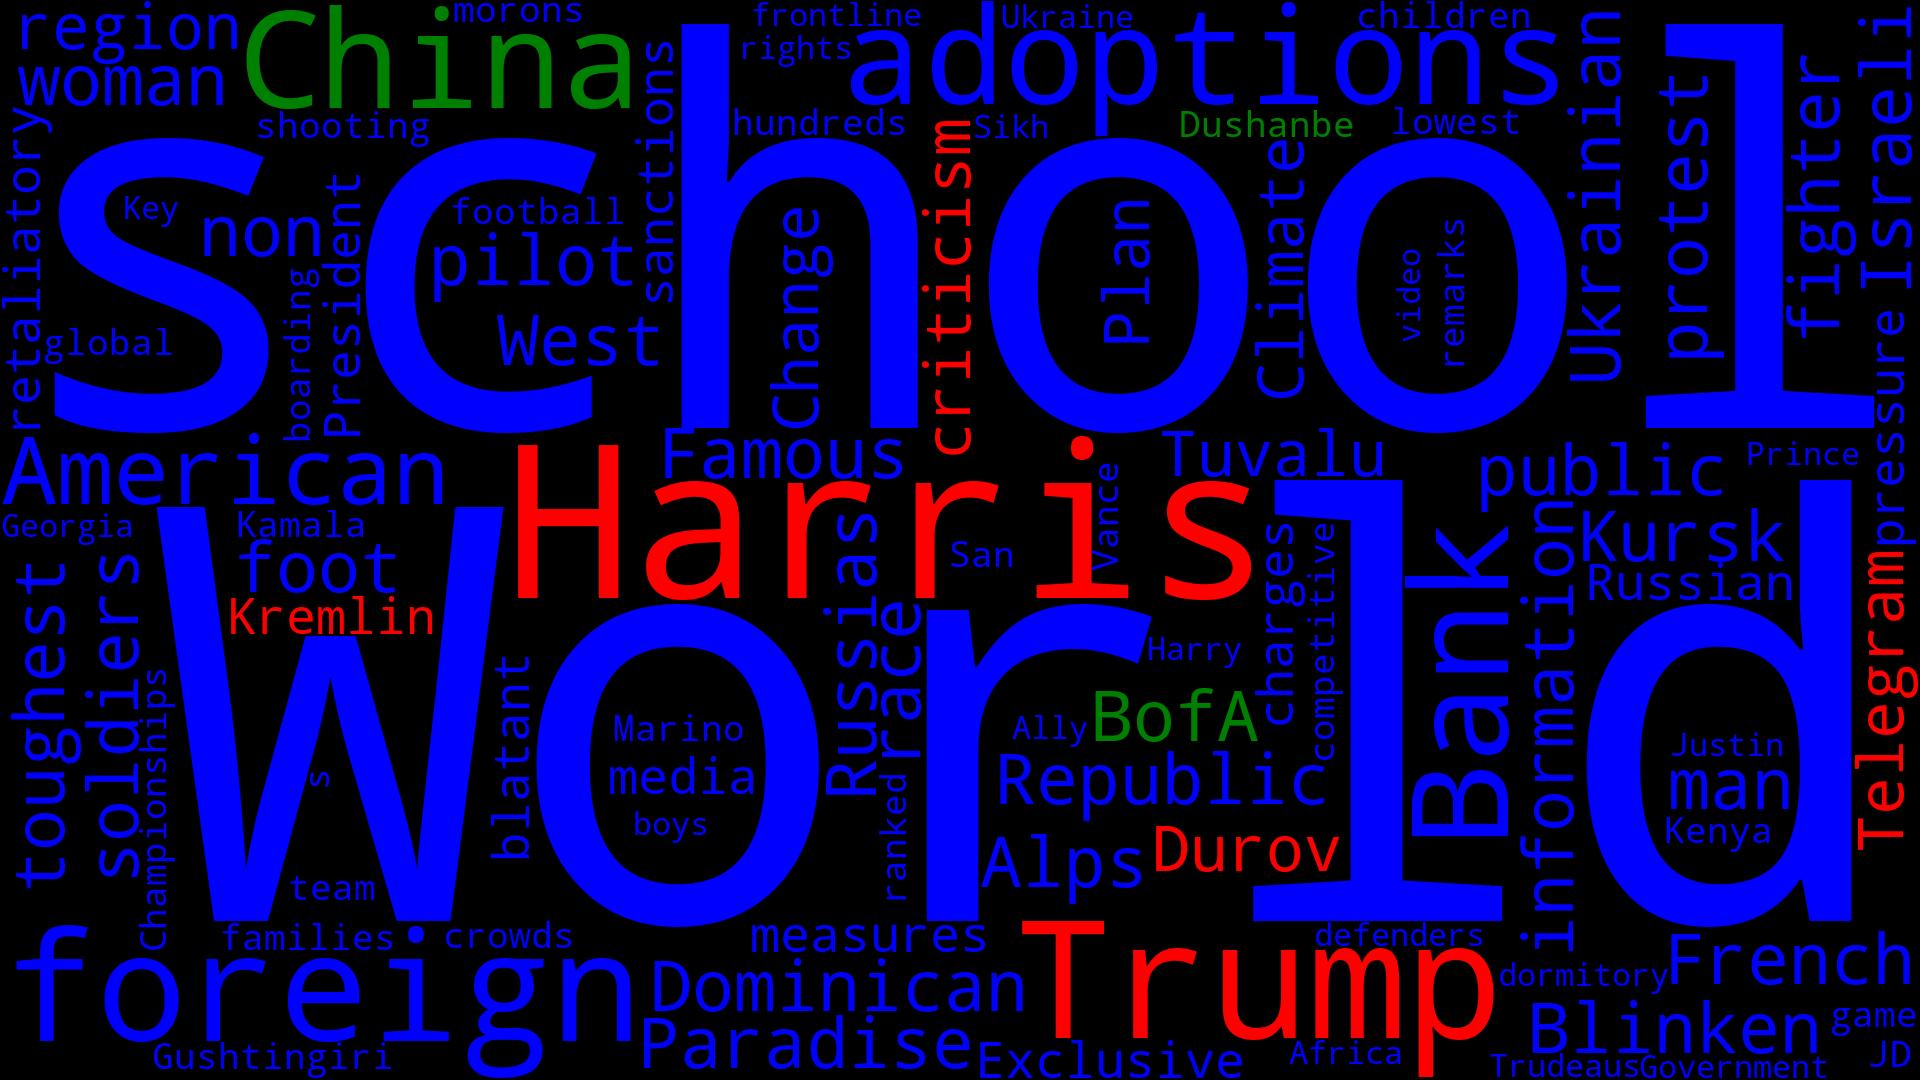 region
China
morons
frontline
Ukraine
children
woman
rights
adoptions
Israeli
shooting
hundreds
Sikh
Dushanbe
lowest
Ukrainian
protest
fighter
retaliatory
school
Key
non
President
football
pilot
sanctions
Change
criticism
Plan
Climate
video
remarks
global
boarding
West
pressure
American
Famous
Tuvalu
public
Prince
Georgia
Kamala
Harris
Vance
Kursk
foot
San
Russian
Kremlin
World
toughest
soldiers
Russias
race
charges
competitive
Bank
information
Telegram
Harry
Championships
blatant
Marino
Ally
BofA
Justin
s
media
Republic
man
boys
ranked
Alps
Durov
Kenya
team
families
crowds
measures
Trump
defenders
foreign
Dominican
dormitory
French
Paradise
Blinken
game
Gushtingiri
Exclusive
Africa
Trudeaus
Government
JD